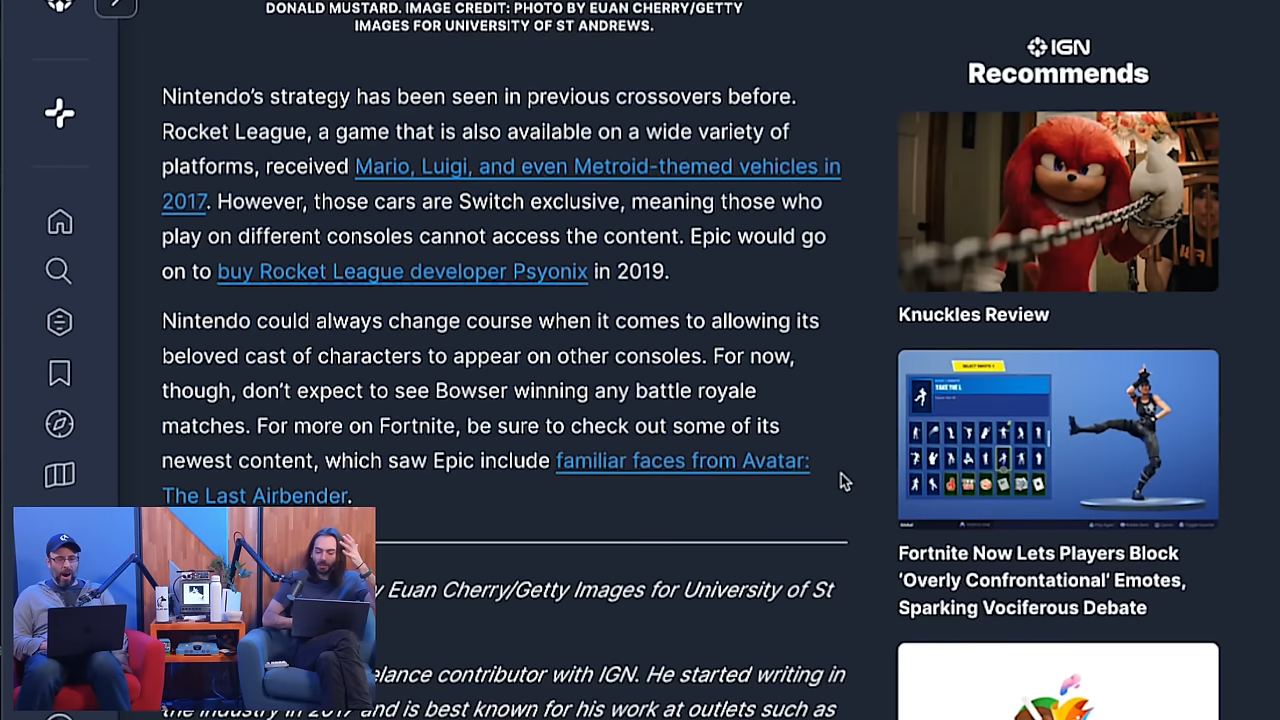 DONALD MUSTARD. IMAGE CREDIT: PHOTO BY EUAN CHERRY/GETTY
IMAGES FOR UNIVERSITY OF ST ANDREWS.
Nintendo’s strategy has been seen in previous crossovers before.
Rocket League, a game that is also available on a wide variety of
platforms, received Mario, Luigi, and even Metroid-themed vehicles in
2017. However, those cars are Switch exclusive, meaning those who
play on different consoles cannot access the content. Epic would go
on to buy Rocket League developer Psyonix in 2019.
Nintendo could always change course when it comes to allowing its
beloved cast of characters to appear on other consoles. For now,
though, don’t expect to see Bowser winning any battle royale
matches. For more on Fortnite, be sure to check out some of its
newest content, which saw Epic include familiar faces from Avatar:
The Last Airbender.
y Euan Cherry/Getty Images for University of St
elance contributor with IGN. He started writing in
the industry in 2017 and is best known for his work at outlets such as
IGN
Recommends
Knuckles Review
TAKE THE L
Fortnite Now Lets Players Block
‘Overly Confrontational’ Emotes,
Sparking Vociferous Debate